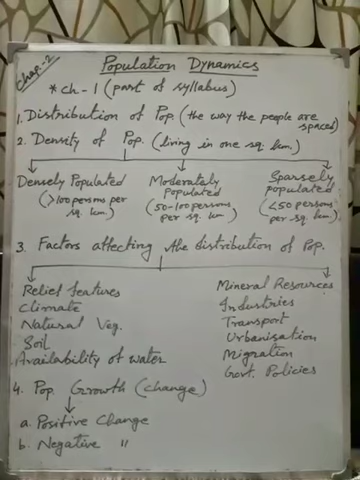 Chap-2
Population Dynamics
* ch-1 (part of syllabus)
1. Distribution of Pop. (the way the people are spaced)
2. Density of Pop. (living in one sq. km.)
Densely Populated (>100 persons per sq. km.)
Moderately Populated (50-100 persons per sq. km.)
Sparsely populated (<50 persons per sq. km.)
3. Factors affecting the distribution of Pop.
Relief features
Climate
Natural Veg.
Soil
Availability of water
Mineral Resources
Industries
Transport
Urbanisation
Migration
Govt. Policies
4. Pop. Growth (change)
a. Positive Change
b. Negative "